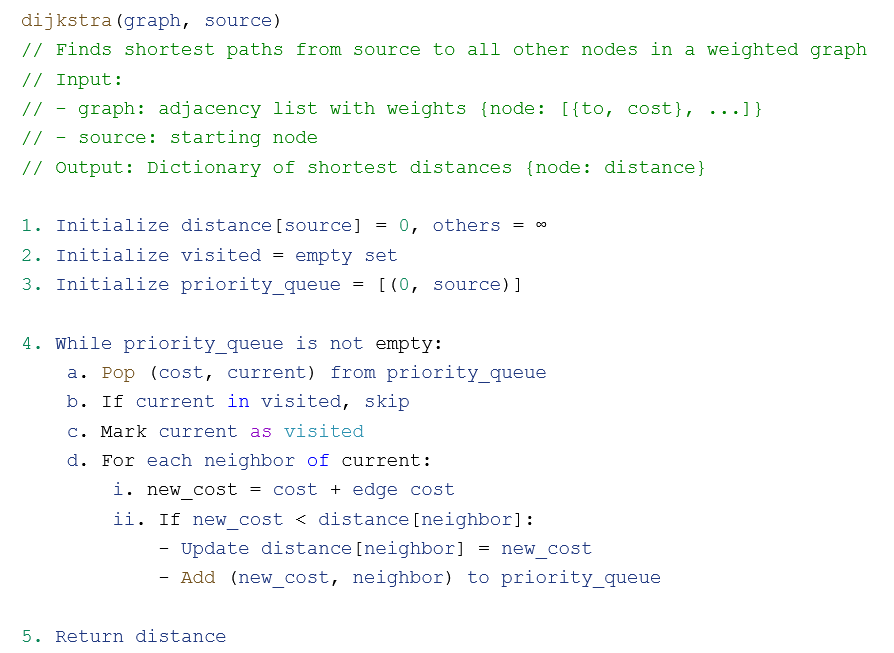 dijkstra(graph, source)
// Finds shortest paths from source to all other nodes in a weighted graph
// Input:
// - graph: adjacency list with weights {node: [{to, cost}, ...]}
// - source: starting node
// Output: Dictionary of shortest distances {node: distance}

1. Initialize distance[source] = 0, others = ∞
2. Initialize visited = empty set
3. Initialize priority_queue = [(0, source)]

4. While priority_queue is not empty:
    a. Pop (cost, current) from priority_queue
    b. If current in visited, skip
    c. Mark current as visited
    d. For each neighbor of current:
        i. new_cost = cost + edge cost
        ii. If new_cost < distance[neighbor]:
            - Update distance[neighbor] = new_cost
            - Add (new_cost, neighbor) to priority_queue

5. Return distance